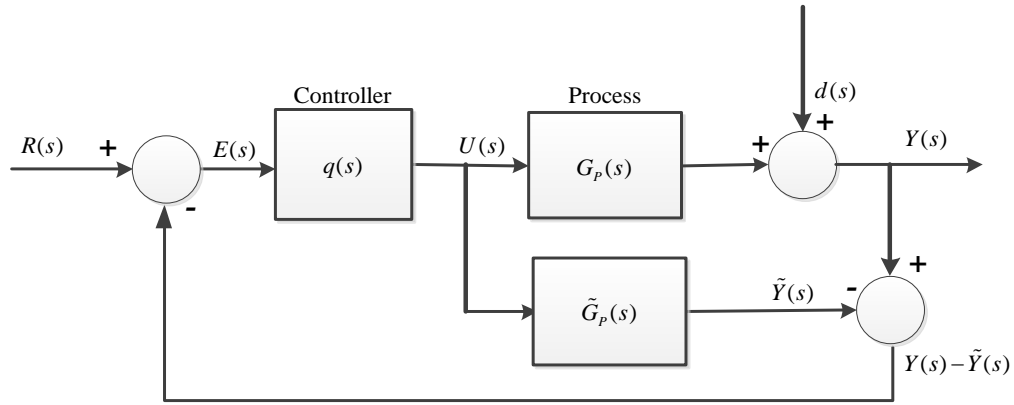 Controller
Process
d(s)
R(s)
+
E(s)
q(s)
U(s)
G_P(s)
+
+
Y(s)
-
G̃_P(s)
Ỹ(s)
-
+
Y(s)–Ỹ(s)